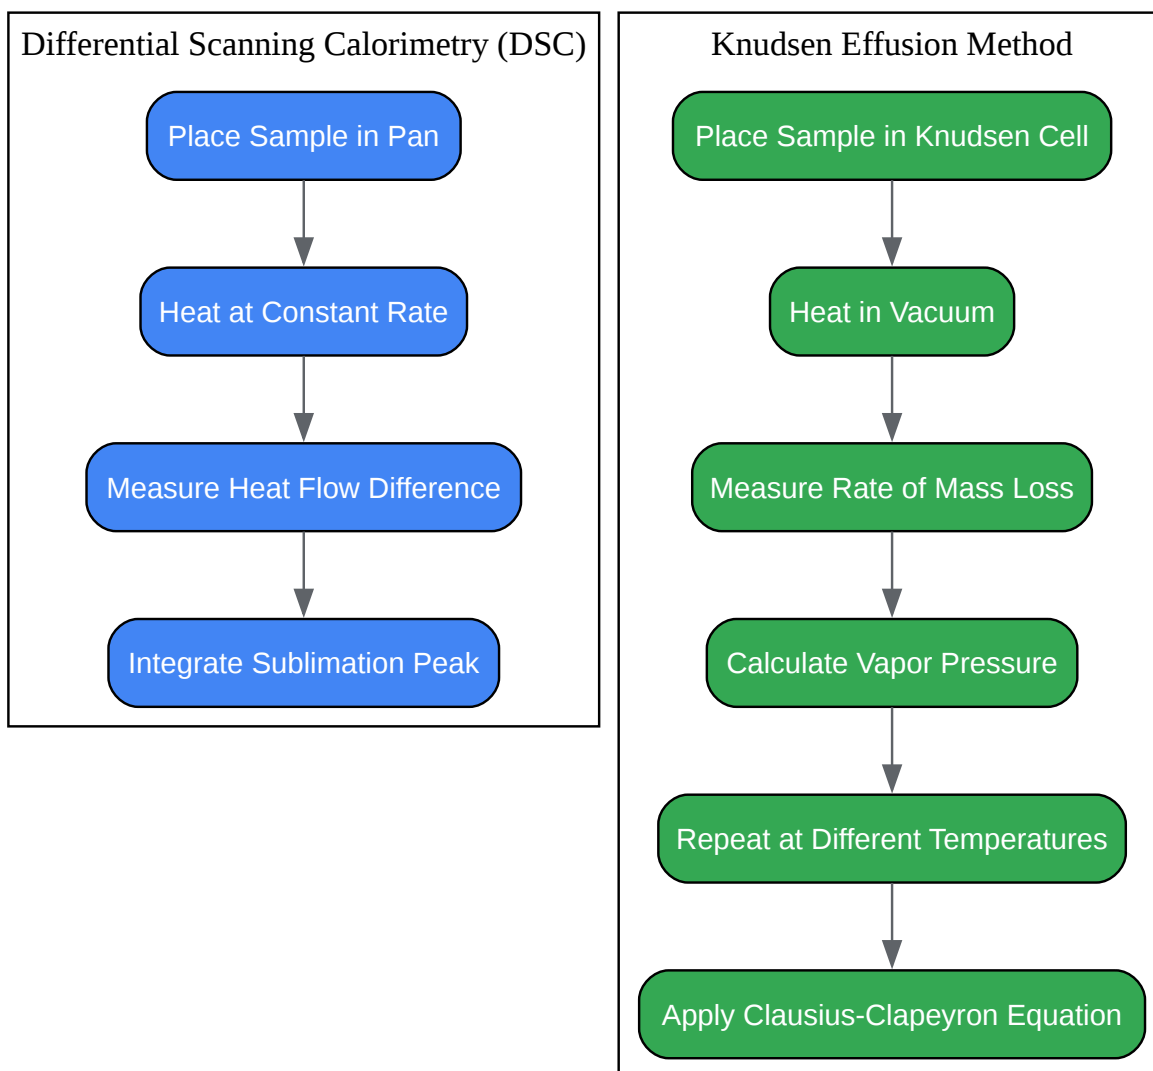 Differential Scanning Calorimetry (DSC)
Place Sample in Pan
Heat at Constant Rate
Measure Heat Flow Difference
Integrate Sublimation Peak
Knudsen Effusion Method
Place Sample in Knudsen Cell
Heat in Vacuum
Measure Rate of Mass Loss
Calculate Vapor Pressure
Repeat at Different Temperatures
Apply Clausius-Clapeyron Equation